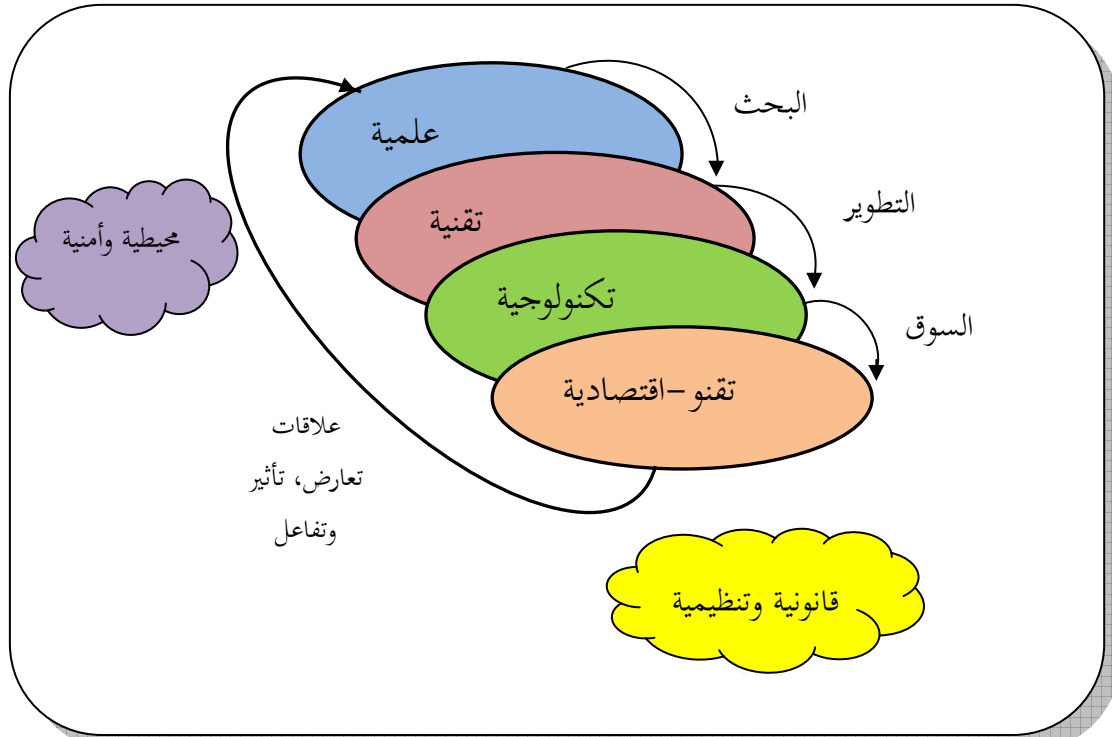 البحث
علمية
التطوير
تقنية
محيطية وأمنية
تكنولوجية
السوق
تقنو–اقتصادية
علاقات
تعارض، تأثير
وتفاعل
قانونية وتنظيمية